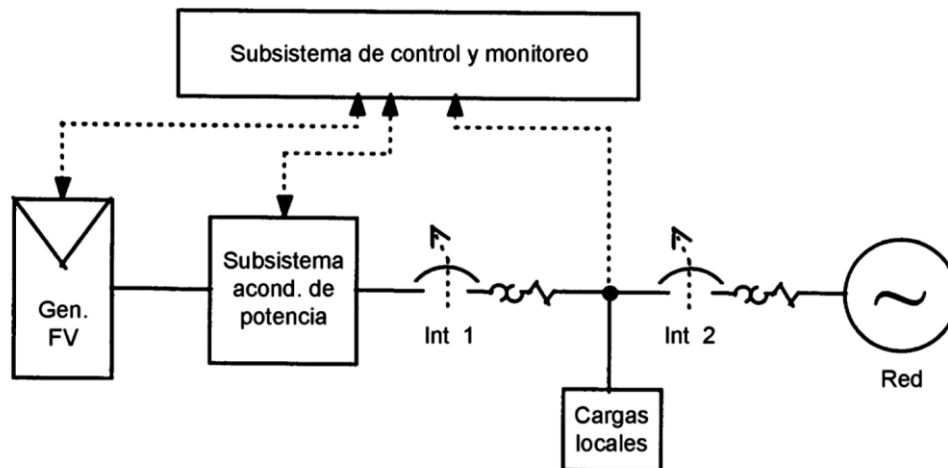 Subsistema de control y monitoreo
Gen.
FV
Subsistema
acond. de
potencia
Int 1
Int 2
Red
Cargas
locales